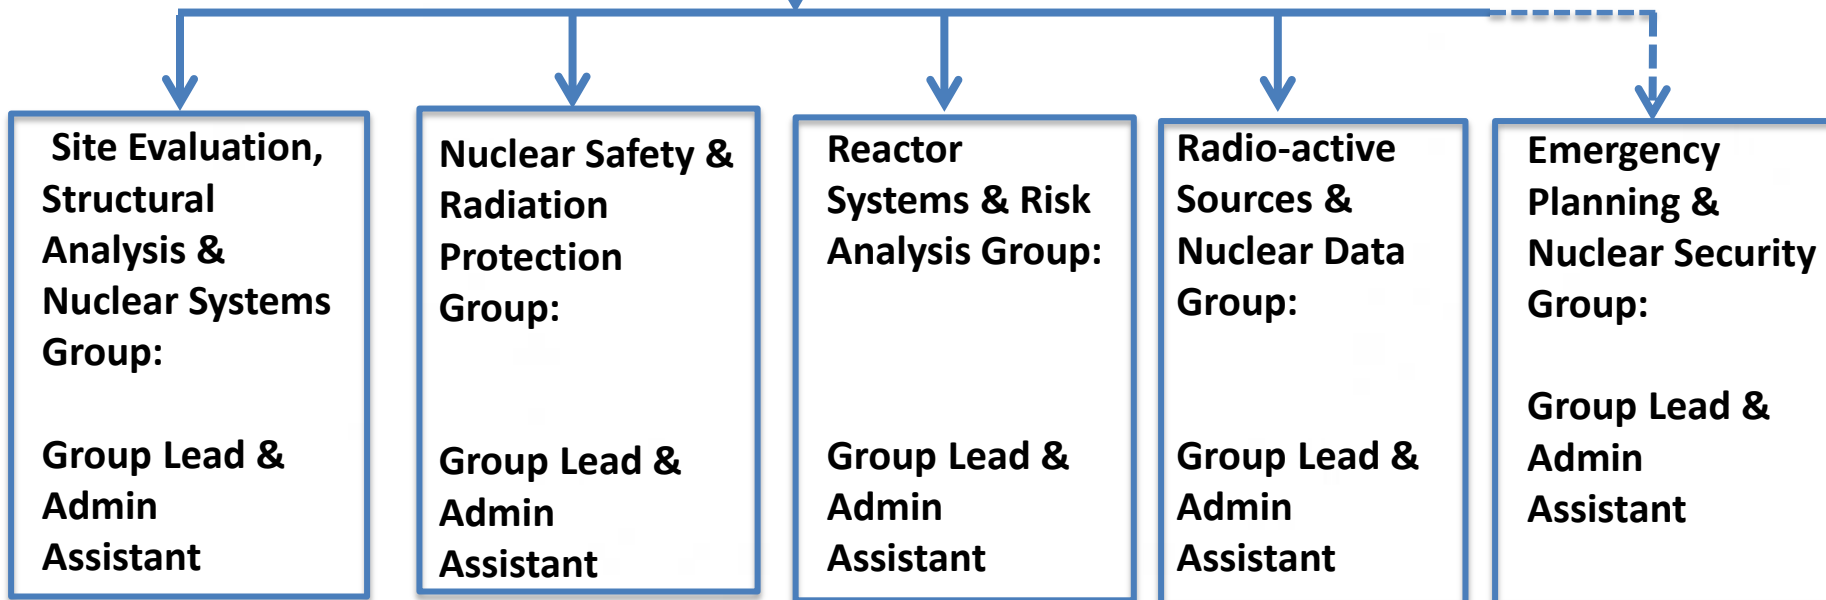 Site Evaluation,
Structural
Analysis &
Nuclear Systems
Group:
Group Lead &
Admin
Assistant
Nuclear Safety &
Radiation
Protection
Group:
Group Lead &
Admin
Assistant
Reactor
Systems & Risk
Analysis Group:
Group Lead &
Admin
Assistant
Radio-active
Sources &
Nuclear Data
Group:
Group Lead &
Admin
Assistant
Emergency
Planning &
Nuclear Security
Group:
Group Lead &
Admin
Assistant